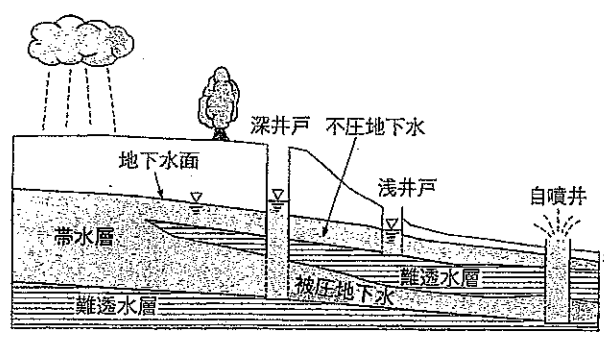 深井戸 不圧地下水
地下水面
浅井戸
自噴井
帯水層
難透水層
被圧地下水
難透水層